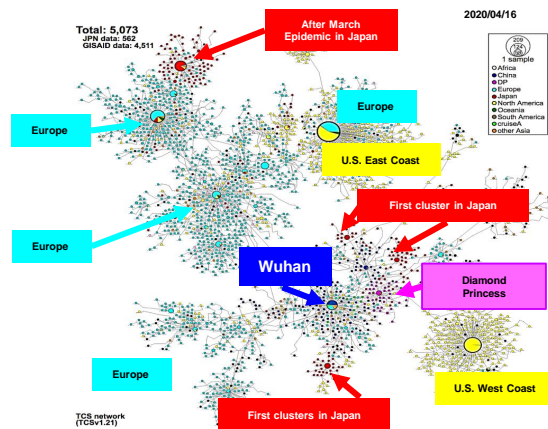 Total: 5,073
JPN data: 562
GISAID data: 4,511
After March
Epidemic in Japan
2020/04/16
209
1 sample
Africa
China
DP
Europe
Japan
North America
Oceania
South America
cruiseA
other Asia
Europe
Europe
U.S. East Coast
Europe
First cluster in Japan
Wuhan
Diamond
Princess
Europe
U.S. West Coast
First clusters in Japan
TCS network
(TCSv1.21)